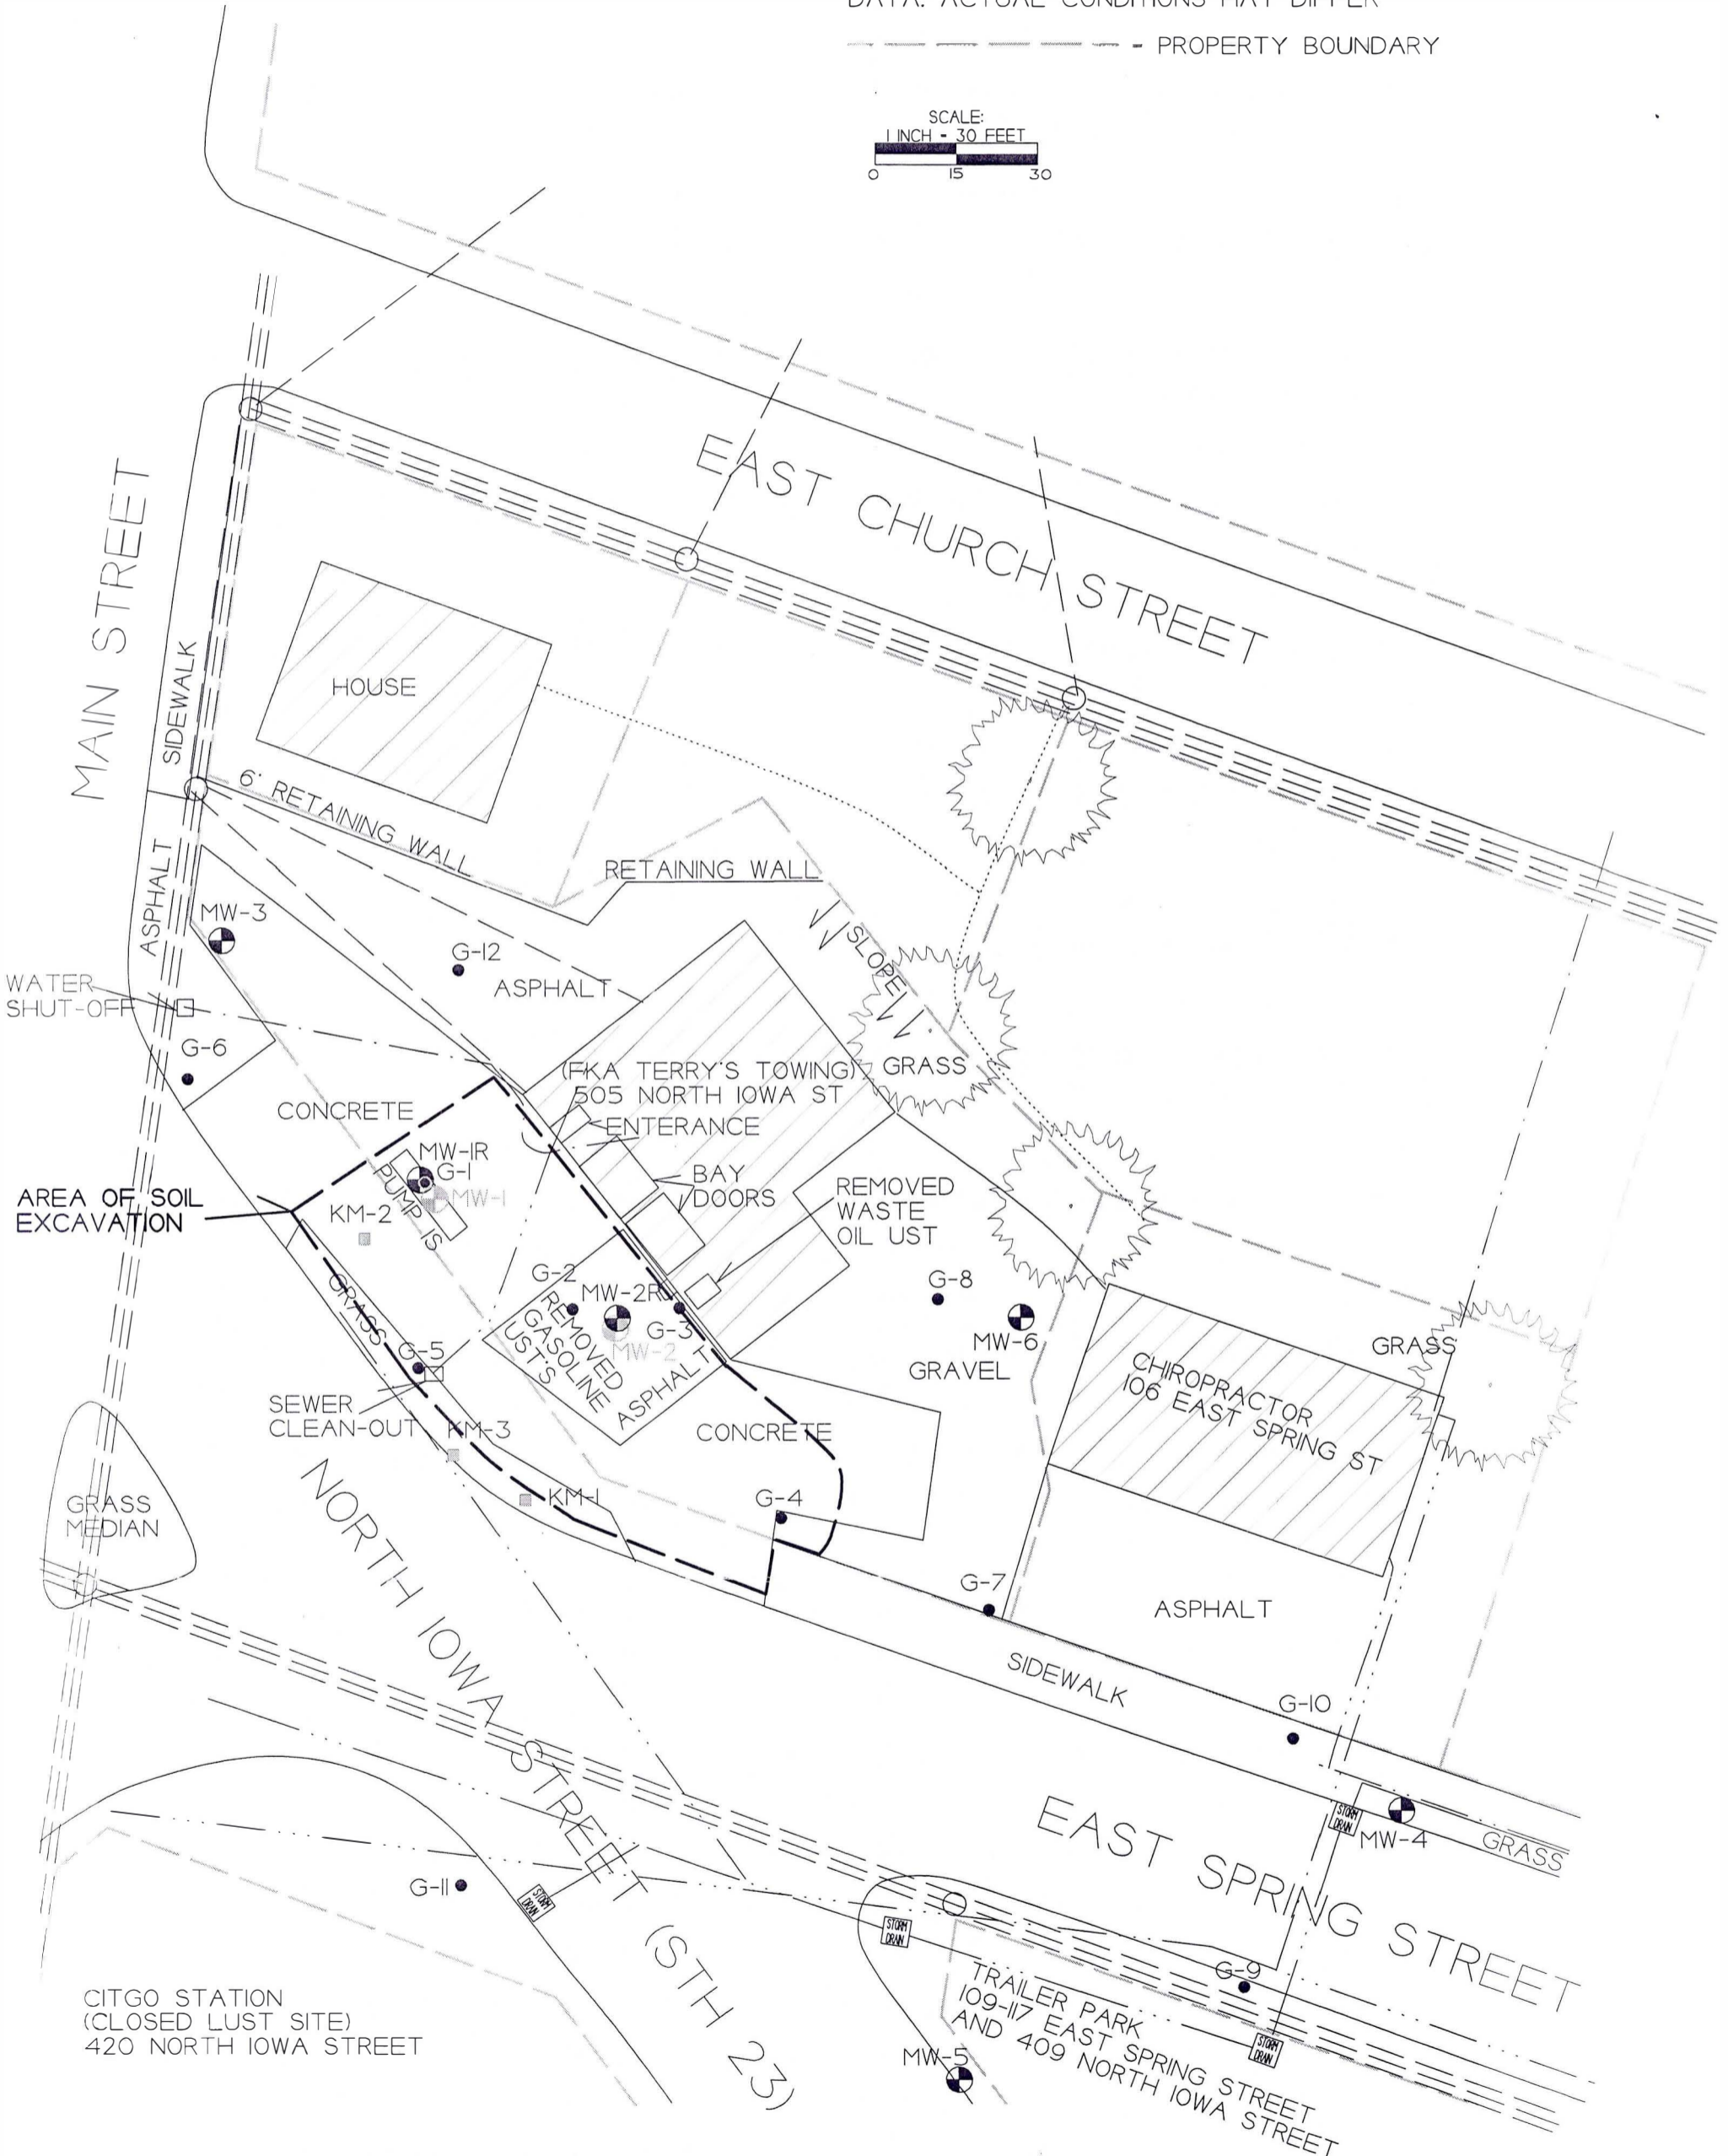 DATA. ACTUAL CONDITIONS MAY DIFFER
- PROPERTY BOUNDARY
SCALE:
1 INCH - 30 FEET
0 15 30
EAST CHURCH STREET
MAIN STREET
SIDEWALK
HOUSE
6' RETAINING WALL
RETAINING WALL
ASPHALT
MW-3
G-12
ASPHALT
SLOPE
WATER
SHUT-OFF
G-6
GRASS
(FKA TERRY'S TOWING)
505 NORTH IOWA ST
CONCRETE
ENTERANCE
MW-1R
G-1
MW-1
PUMP IS
BAY
DOORS
REMOVED
WASTE
OIL UST
AREA OF SOIL
EXCAVATION
KM-2
GRASS
G-2
MW-2R
G-3
MW-2
REMOVED
GASOLINE
UST'S
ASPHALT
G-8
MW-6
GRAVEL
GRASS
CHIROPRACTOR
106 EAST SPRING ST
G-5
SEWER
CLEAN-OUT
KM-3
CONCRETE
KM-1
G-4
GRASS
MEDIAN
G-7
ASPHALT
SIDEWALK
G-10
NORTH IOWA STREET (STH 23)
EAST SPRING STREET
STORM
DRAIN
MW-4
GRASS
G-11
STORM
DRAIN
STORM
DRAIN
G-9
STORM
DRAIN
TRAILER PARK
109-117 EAST SPRING STREET
AND 409 NORTH IOWA STREET
MW-5
CITGO STATION
(CLOSED LUST SITE)
420 NORTH IOWA STREET